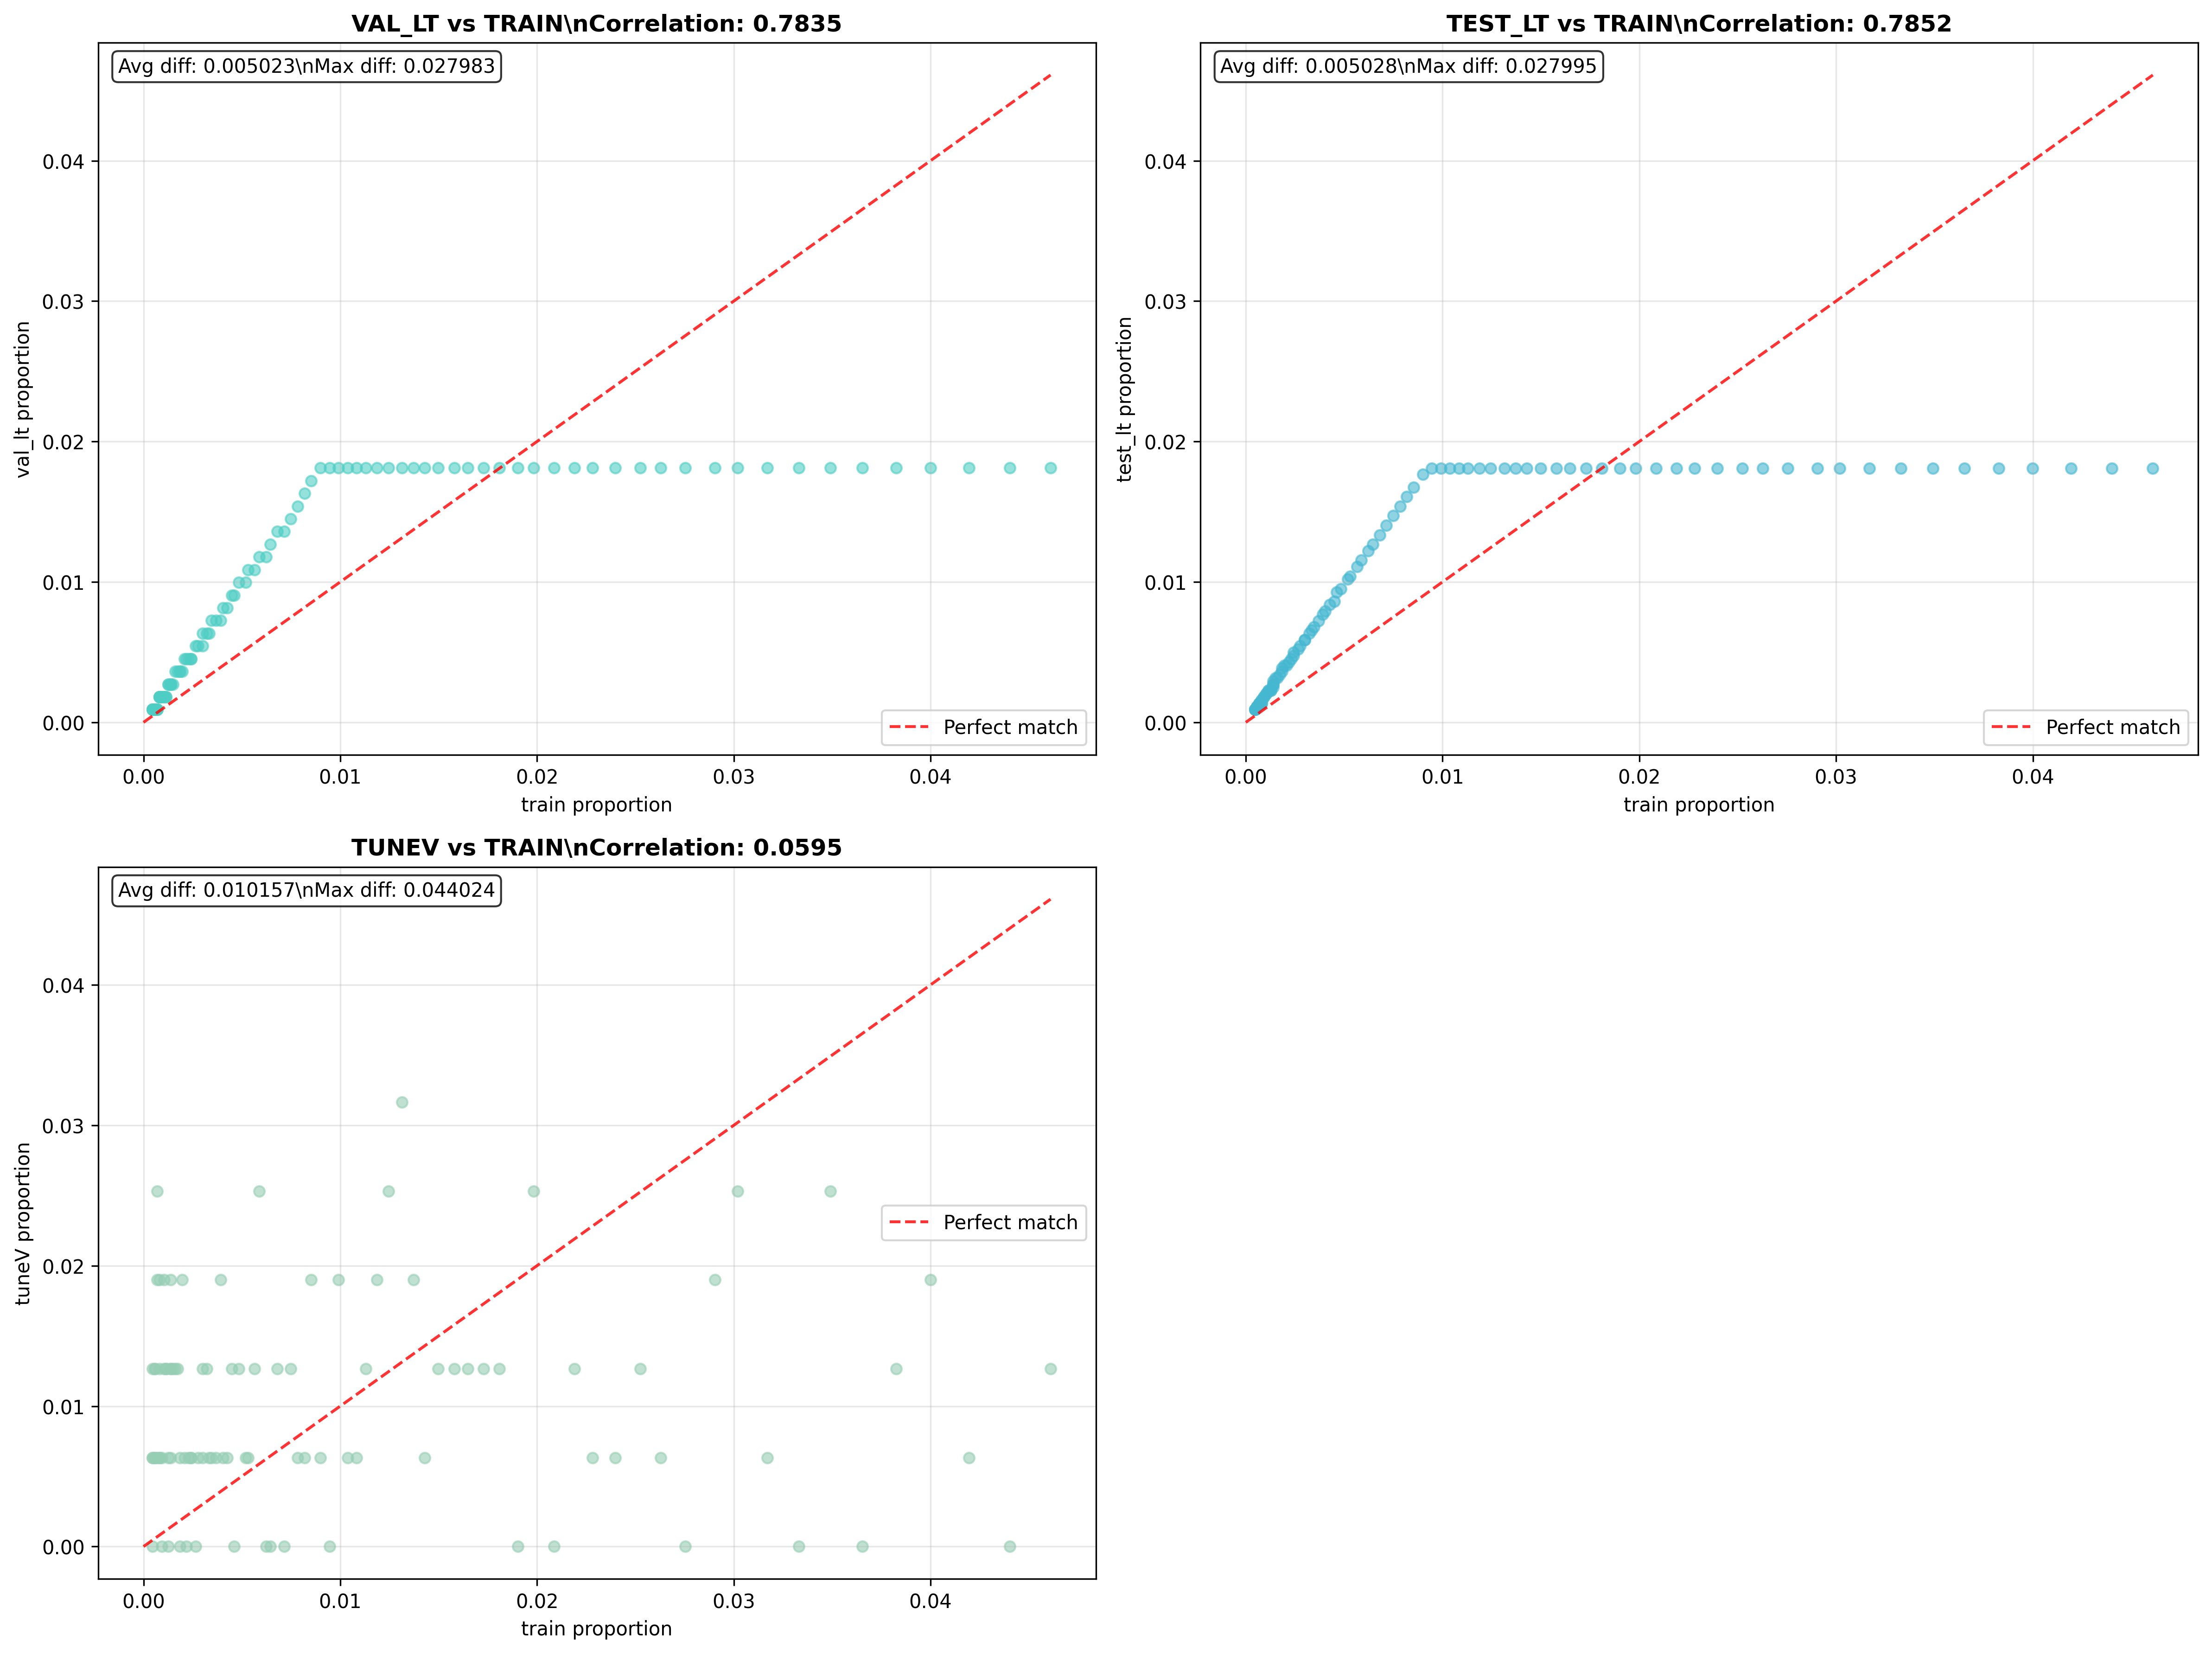 VAL_LT vs TRAIN\nCorrelation: 0.7835
Avg diff: 0.005023\nMax diff: 0.027983
val_lt proportion
0.04
0.03
0.02
0.01
0.00
Perfect match
0.00 0.01 0.02 0.03 0.04
train proportion
TEST_LT vs TRAIN\nCorrelation: 0.7852
Avg diff: 0.005028\nMax diff: 0.027995
test_lt proportion
0.04
0.03
0.02
0.01
0.00
Perfect match
0.00 0.01 0.02 0.03 0.04
train proportion
TUNEV vs TRAIN\nCorrelation: 0.0595
Avg diff: 0.010157\nMax diff: 0.044024
tuneV proportion
0.04
0.03
0.02
0.01
0.00
Perfect match
0.00 0.01 0.02 0.03 0.04
train proportion